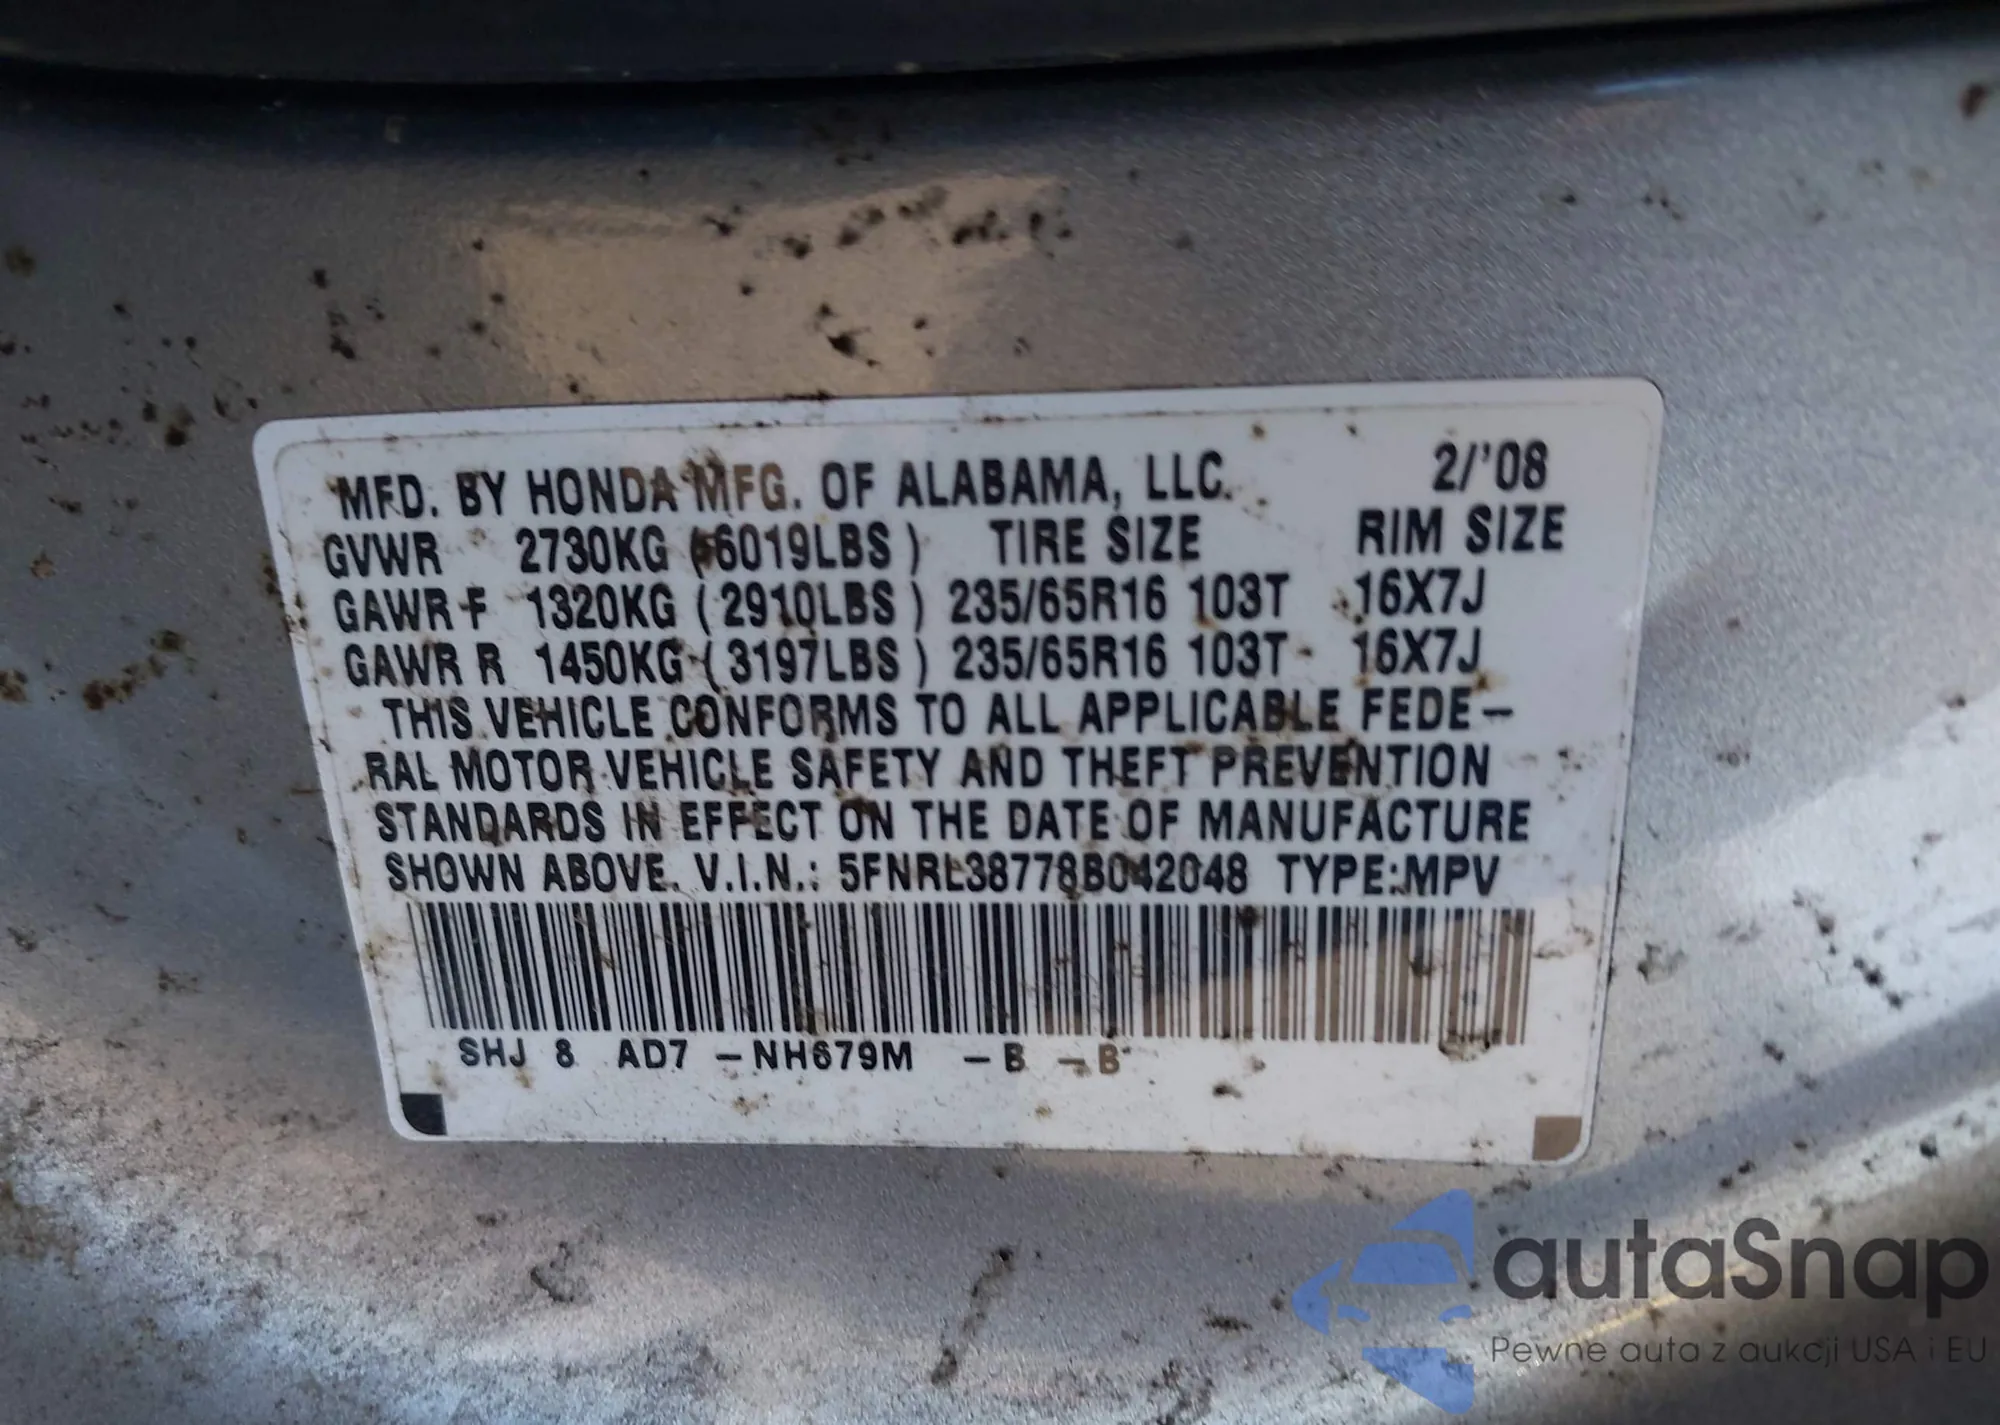 MFD. BY HONDA MFG. OF ALABAMA, LLC. 2/'08
GVWR 2730KG (6019LBS) TIRE SIZE RIM SIZE
GAWR F 1320KG (2910LBS) 235/65R16 103T 16X7J
GAWR R 1450KG (3197LBS) 235/65R16 103T 16X7J
THIS VEHICLE CONFORMS TO ALL APPLICABLE FEDE-
RAL MOTOR VEHICLE SAFETY AND THEFT PREVENTION
STANDARDS IN EFFECT ON THE DATE OF MANUFACTURE
SHOWN ABOVE. V.I.N.: 5FNRL38778B042048 TYPE:MPV
SHJ 8 AD7 -NH679M -B -B
autaSnap
Pewne auta z aukcji USA i EU